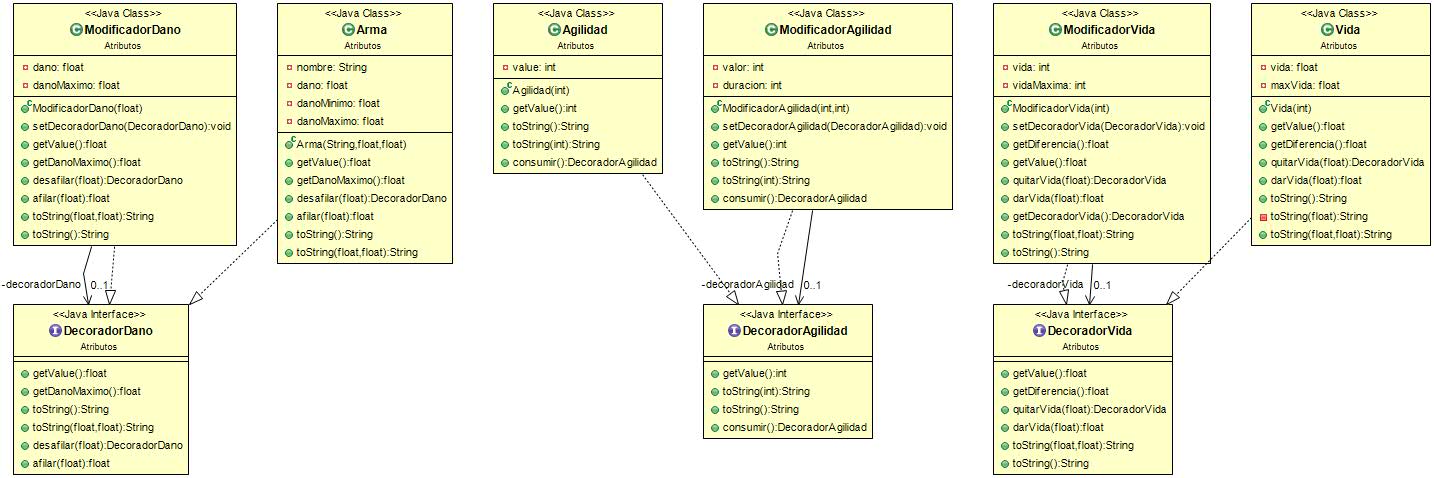 <<Java Class>>
ModificadorDano
Atributos
dano: float
danoMaximo: float
ModificadorDano(float)
setDecoradorDano(DecoradorDano):void
getValue():float
getDanoMaximo():float
desafilar(float):DecoradorDano
afilar(float):float
toString(float,float):String
toString():String
<<Java Class>>
Arma
Atributos
nombre: String
dano: float
danoMinimo: float
danoMaximo: float
Arma(String,float,float)
getValue():float
getDanoMaximo():float
desafilar(float):DecoradorDano
afilar(float):float
toString():String
toString(float,float):String
<<Java Class>>
Agilidad
Atributos
value: int
Agilidad(int)
getValue():int
toString():String
toString(int):String
consumir():DecoradorAgilidad
<<Java Class>>
ModificadorAgilidad
Atributos
valor: int
duracion: int
ModificadorAgilidad(int,int)
setDecoradorAgilidad(DecoradorAgilidad):void
getValue():int
toString():String
toString(int):String
consumir():DecoradorAgilidad
<<Java Class>>
ModificadorVida
Atributos
vida: int
vidaMaxima: int
ModificadorVida(int)
setDecoradorVida(DecoradorVida):void
getDiferencia():float
getValue():float
quitarVida(float):DecoradorVida
darVida(float):float
getDecoradorVida():DecoradorVida
toString(float,float):String
toString():String
<<Java Class>>
Vida
Atributos
vida: float
maxVida: float
Vida(int)
getValue():float
getDiferencia():float
quitarVida(float):DecoradorVida
darVida(float):float
toString():String
toString(float):String
toString(float,float):String
-decoradorDano 0..1
-decoradorAgilidad 0..1
-decoradorVida 0..1
<<Java Interface>>
DecoradorDano
Atributos
getValue():float
getDanoMaximo():float
toString():String
toString(float,float):String
desafilar(float):DecoradorDano
afilar(float):float
<<Java Interface>>
DecoradorAgilidad
Atributos
getValue():int
toString(int):String
toString():String
consumir():DecoradorAgilidad
<<Java Interface>>
DecoradorVida
Atributos
getValue():float
getDiferencia():float
quitarVida(float):DecoradorVida
darVida(float):float
toString(float,float):String
toString():String